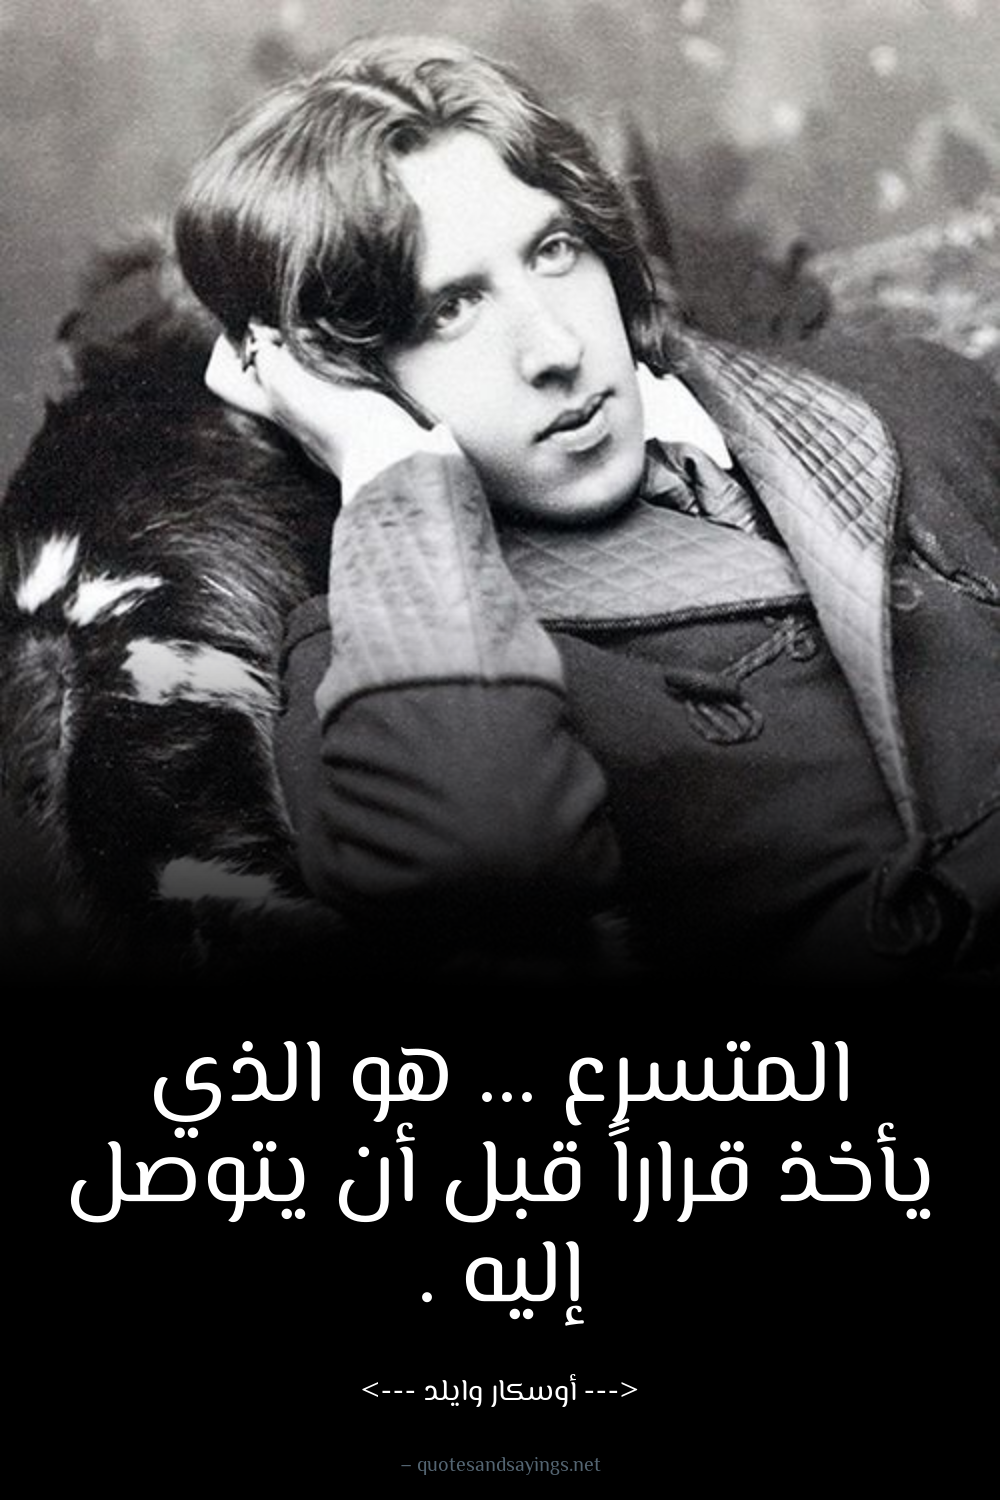 المتسرع ... هو الذي
يأخذ قراراً قبل أن يتوصل
إليه .
<--- أوسكار وايلد --->
– quotesandsayings.net